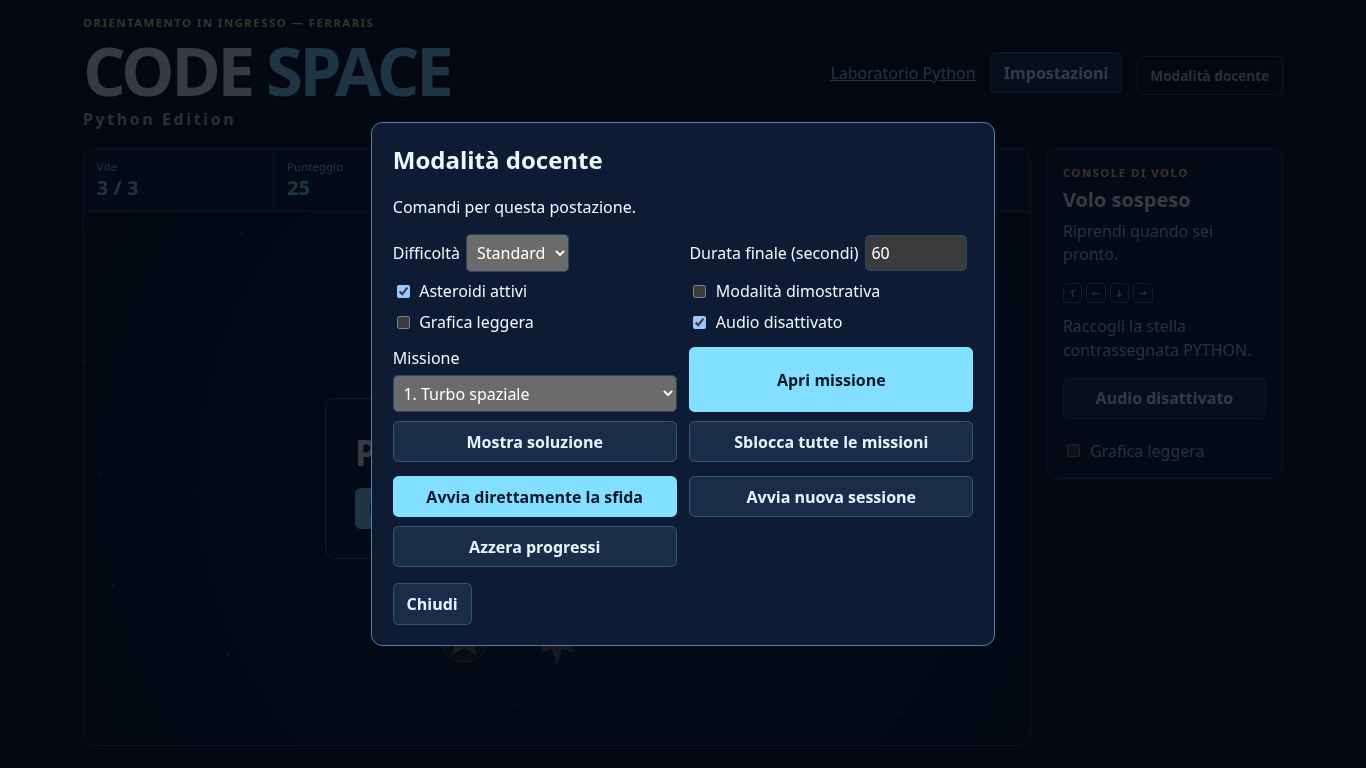 ORIENTAMENTO IN INGRESSO — FERRARIS
CODE SPACE
Python Edition
Laboratorio Python
Impostazioni
Modalità docente
Vite
3 / 3
Punteggio
25
Modalità docente
Comandi per questa postazione.
Difficoltà Standard
Durata finale (secondi) 60
Asteroidi attivi
Modalità dimostrativa
Grafica leggera
Audio disattivato
Missione
1. Turbo spaziale
Apri missione
Mostra soluzione
Sblocca tutte le missioni
Avvia direttamente la sfida
Avvia nuova sessione
Azzera progressi
Chiudi
CONSOLE DI VOLO
Volo sospeso
Riprendi quando sei
pronto.
↑ ← ↓ →
Raccogli la stella
contrassegnata PYTHON.
Audio disattivato
Grafica leggera